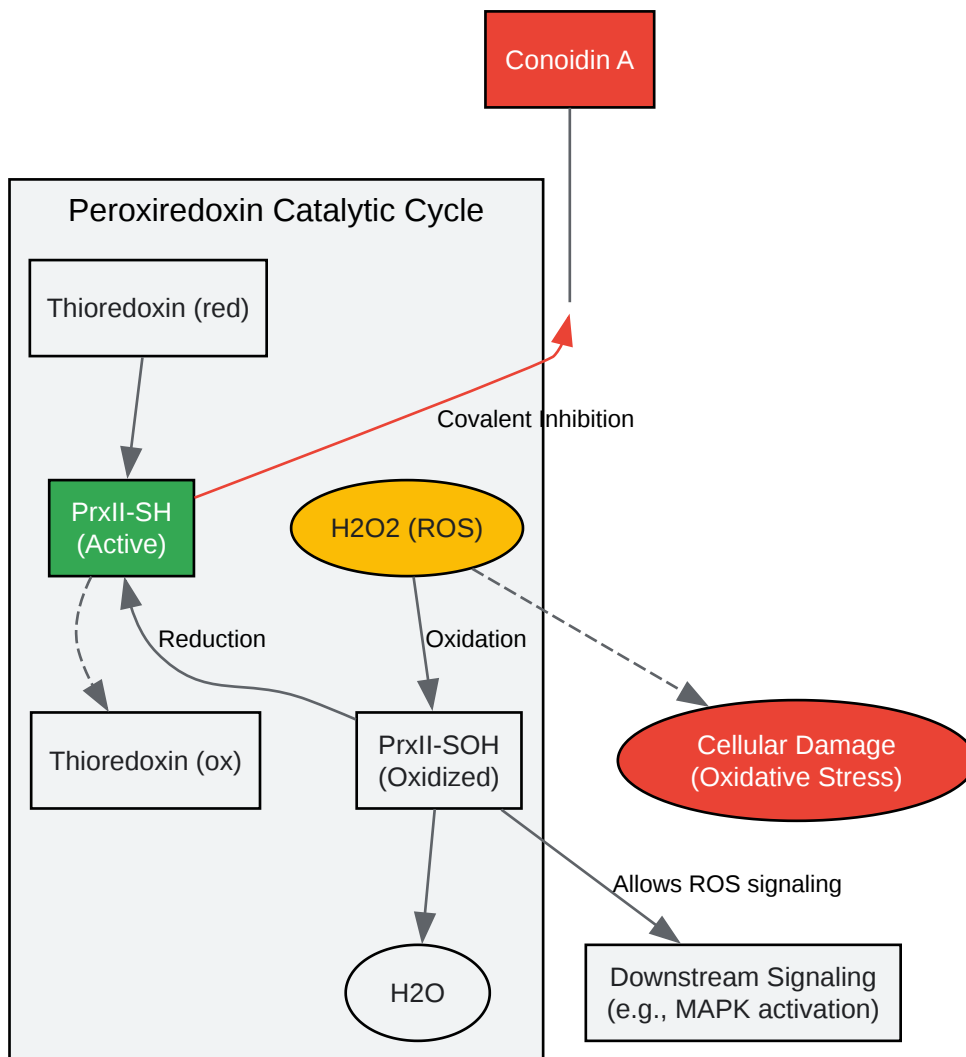 Conoidin A
Peroxiredoxin Catalytic Cycle
Thioredoxin (red)
Covalent Inhibition
PrxII-SH
(Active)
H2O2 (ROS)
Reduction
Oxidation
Thioredoxin (ox)
PrxII-SOH
(Oxidized)
Cellular Damage
(Oxidative Stress)
Allows ROS signaling
H2O
Downstream Signaling
(e.g., MAPK activation)